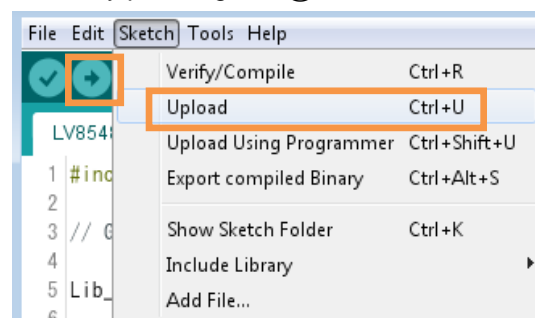 File Edit Sketch Tools Help
Verify/Compile Ctrl+R
Upload Ctrl+U
LV854
Upload Using Programmer Ctrl+Shift+U
1 #inc
Export compiled Binary Ctrl+Alt+S
2
3 //
Show Sketch Folder Ctrl+K
4
Include Library
5 Lib_
Add File...